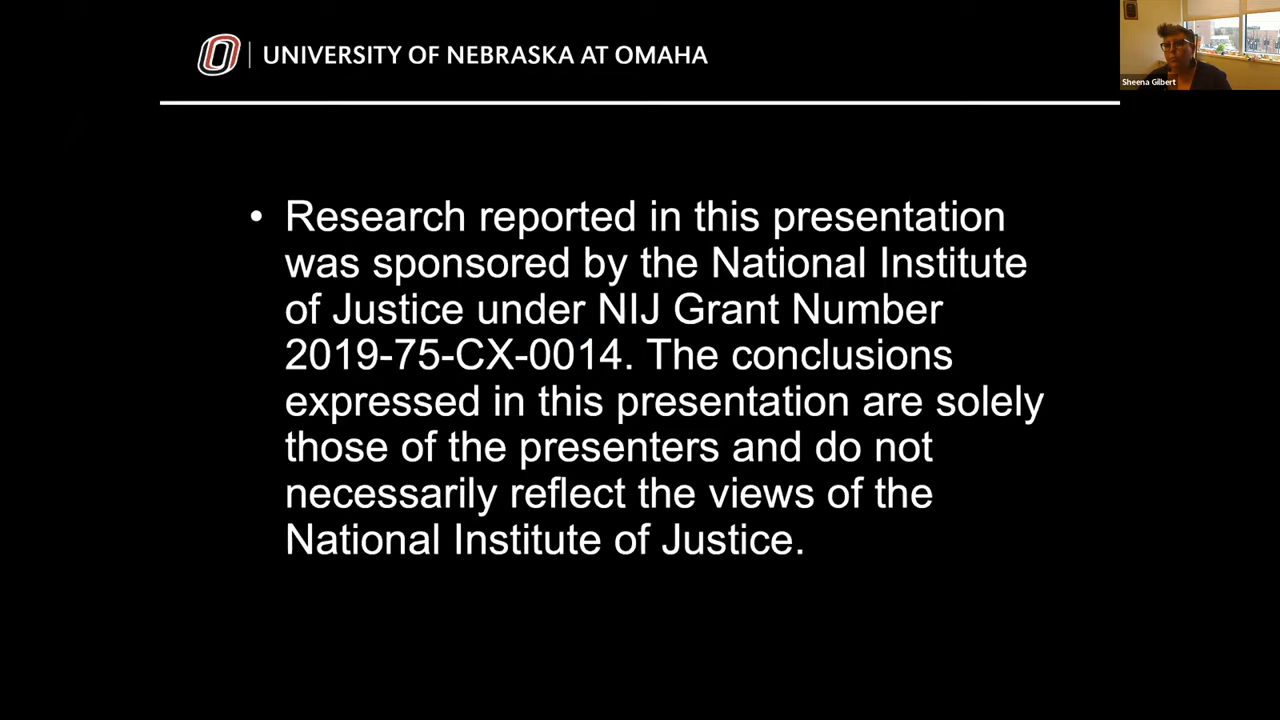 UNIVERSITY OF NEBRASKA AT OMAHA
Sheena Gilbert
• Research reported in this presentation
was sponsored by the National Institute
of Justice under NIJ Grant Number
2019-75-CX-0014. The conclusions
expressed in this presentation are solely
those of the presenters and do not
necessarily reflect the views of the
National Institute of Justice.